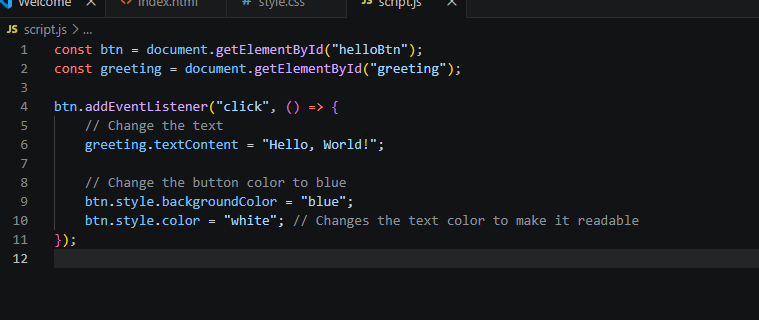 Welcome
index.html
style.css
JS script.js
JS script.js > ...
1 const btn = document.getElementById("helloBtn");
2 const greeting = document.getElementById("greeting");
3
4 btn.addEventListener("click", () => {
5     // Change the text
6     greeting.textContent = "Hello, World!";
7
8     // Change the button color to blue
9     btn.style.backgroundColor = "blue";
10     btn.style.color = "white"; // Changes the text color to make it readable
11 });
12